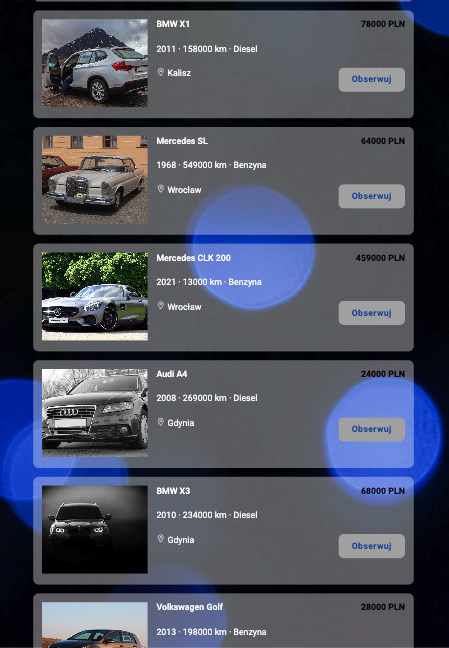 BMW X1
78000 PLN
2011 · 158000 km · Diesel
Kalisz
Obserwuj
Mercedes SL
64000 PLN
1968 · 549000 km · Benzyna
Wrocław
Obserwuj
Mercedes CLK 200
459000 PLN
2021 · 13000 km · Benzyna
Wrocław
Obserwuj
Audi A4
24000 PLN
2008 · 269000 km · Diesel
Gdynia
Obserwuj
BMW X3
68000 PLN
2010 · 234000 km · Diesel
Gdynia
Obserwuj
Volkswagen Golf
28000 PLN
2013 · 198000 km · Benzyna